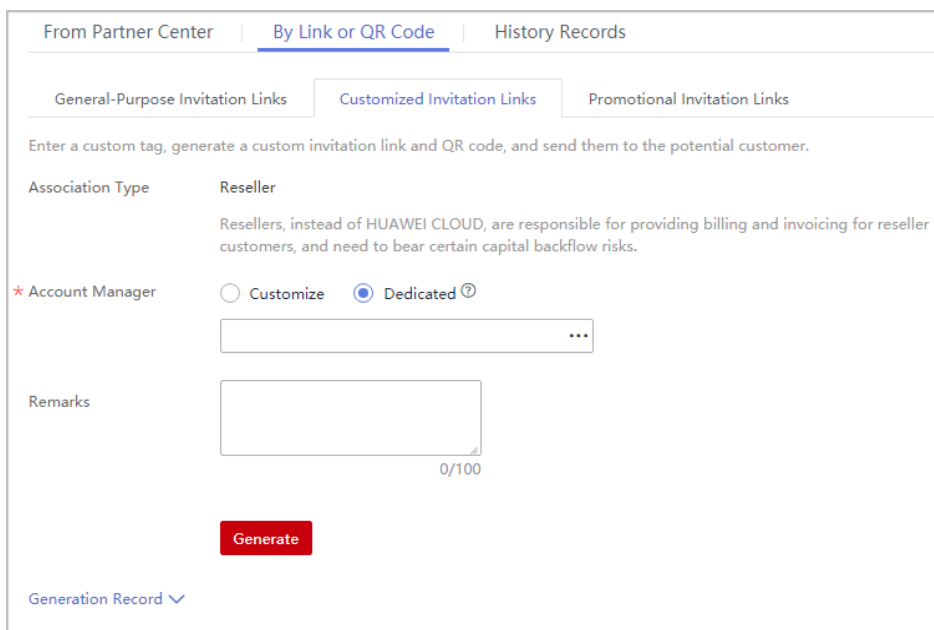 From Partner Center By Link or QR Code History Records
General-Purpose Invitation Links Customized Invitation Links Promotional Invitation Links
Enter a custom tag, generate a custom invitation link and QR code, and send them to the potential customer.
Association Type Reseller
Resellers, instead of HUAWEI CLOUD, are responsible for providing billing and invoicing for reseller
customers, and need to bear certain capital backflow risks.
* Account Manager Customize Dedicated ?
...
Remarks
0/100
Generate
Generation Record